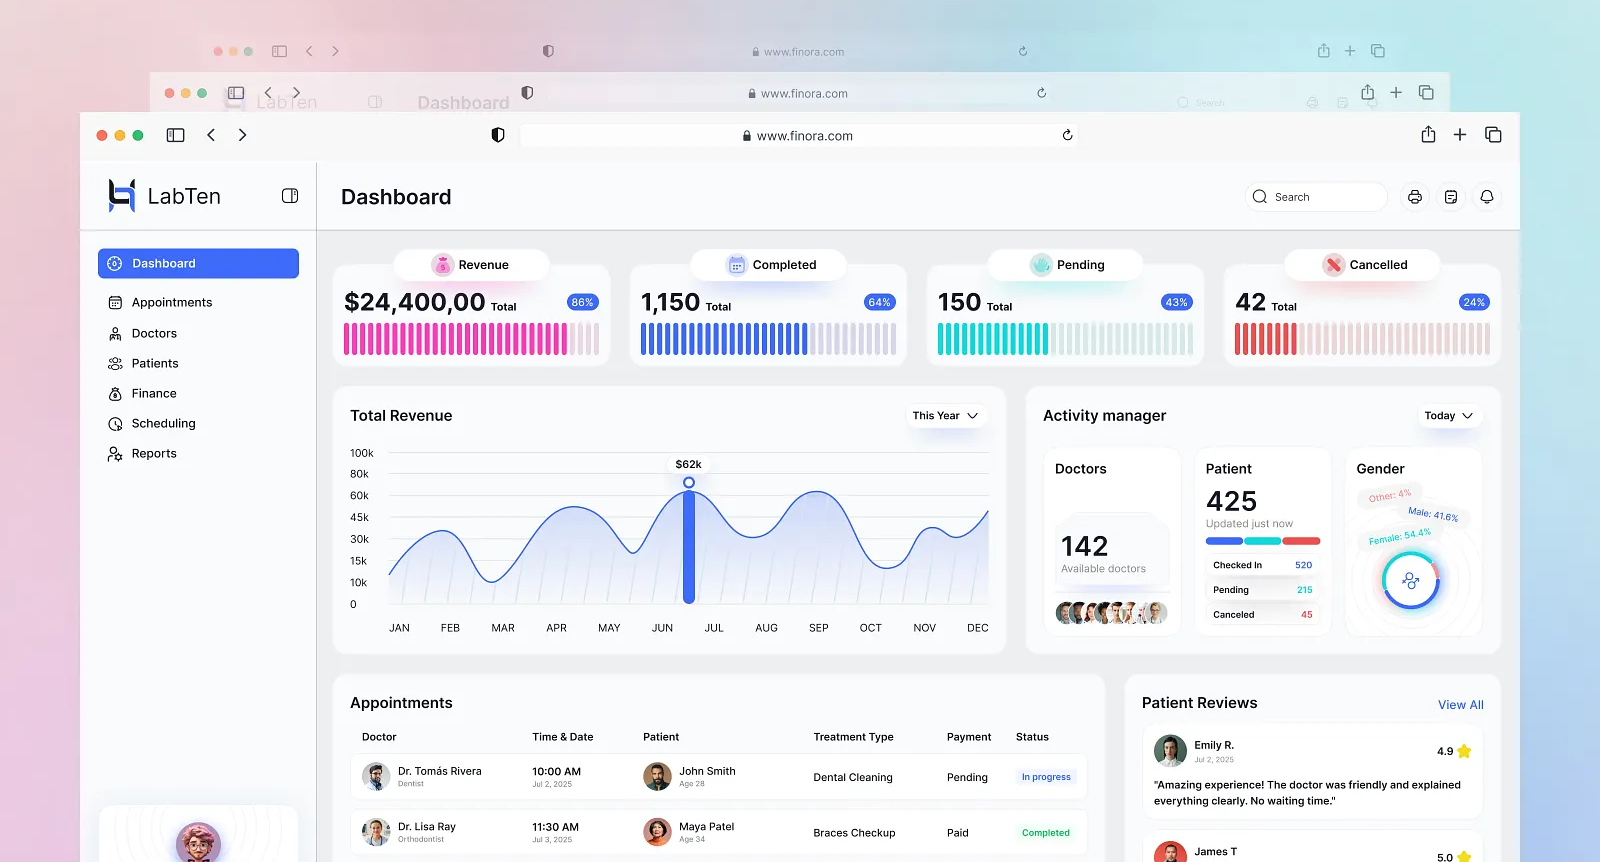 www.finora.com
LabTen
Dashboard
www.finora.com
Search
www.finora.com
LabTen
Dashboard
Search
Dashboard
Appointments
Doctors
Patients
Finance
Scheduling
Reports
Revenue
$24,400,00 Total
86%
Completed
1,150 Total
64%
Pending
150 Total
43%
Cancelled
42 Total
24%
Total Revenue
This Year
100k
80k
60k
45k
30k
15k
10k
0
$62k
JAN FEB MAR APR MAY JUN JUL AUG SEP OCT NOV DEC
Activity manager
Today
Doctors
142
Available doctors
Patient
425
Updated just now
Checked In 520
Pending 215
Canceled 45
Gender
Other: 4%
Male: 41.6%
Female: 54.4%
Appointments
Doctor Time & Date Patient Treatment Type Payment Status
Dr. Tomás Rivera
Dentist
10:00 AM
Jul 2, 2025
John Smith
Age 28
Dental Cleaning
Pending
In progress
Dr. Lisa Ray
Orthodontist
11:30 AM
Jul 3, 2025
Maya Patel
Age 34
Braces Checkup
Paid
Completed
Patient Reviews
View All
Emily R.
Jul 2, 2025
4.9
"Amazing experience! The doctor was friendly and explained
everything clearly. No waiting time."
James T
5.0